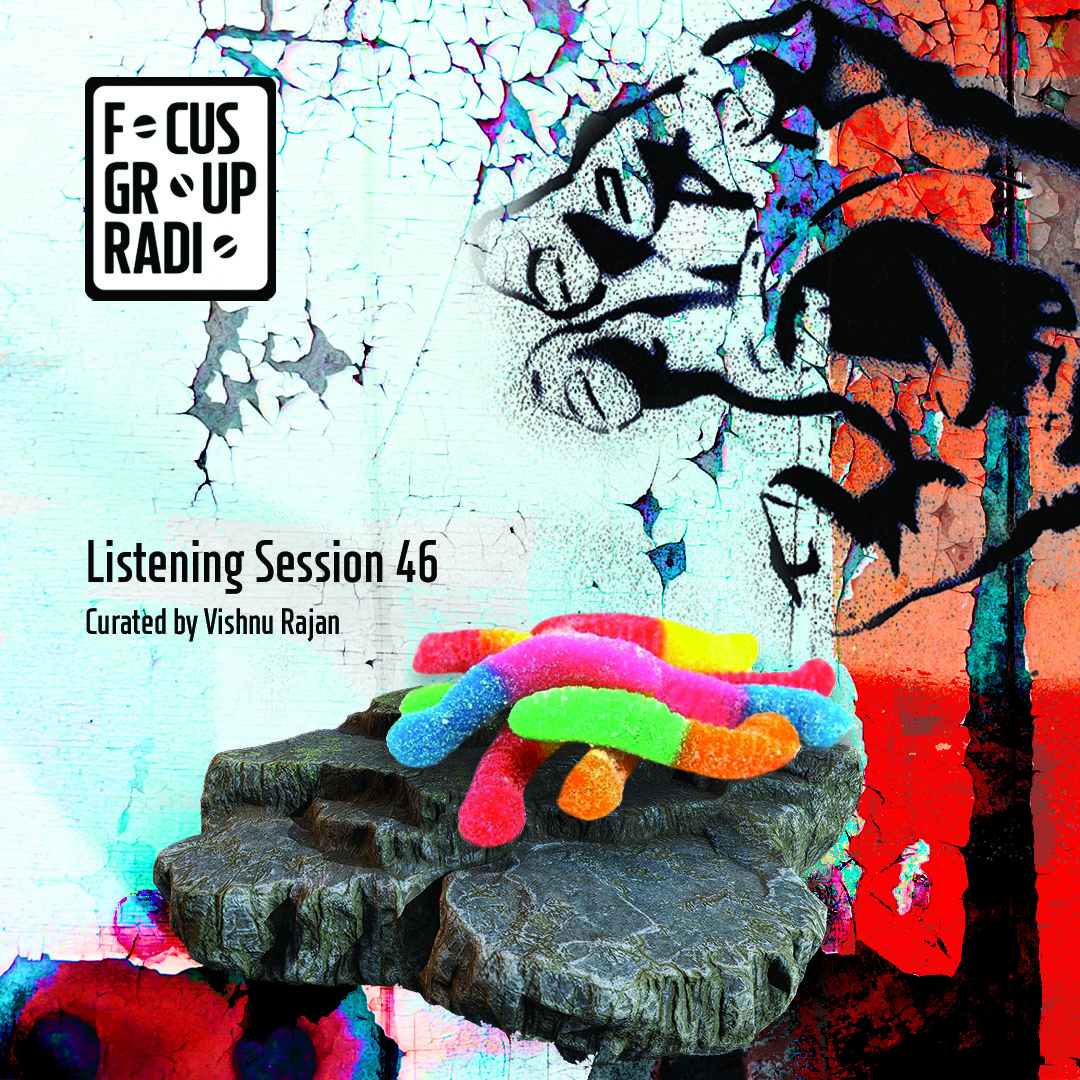 FOCUS
GROUP
RADIO
Listening Session 46
Curated by Vishnu Rajan